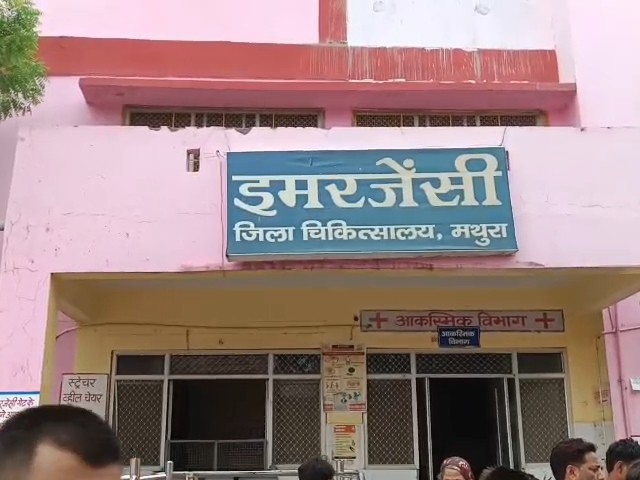 इमरजेंसी
जिला चिकित्सालय, मथुरा
आकस्मिक विभाग
आकस्मिक
विभाग
स्ट्रेचर
व्हील चेयर